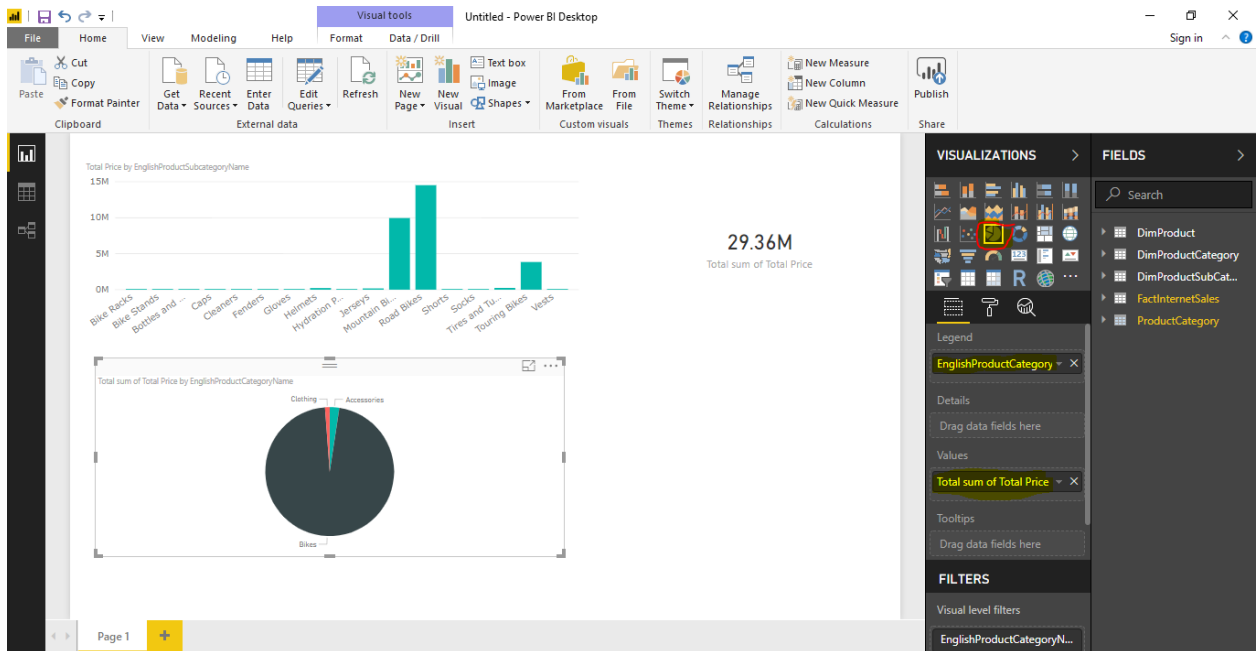 Visual tools
Untitled - Power BI Desktop
File Home View Modeling Help Format Data / Drill Sign in
Paste
Cut
Copy
Format Painter
Clipboard
Get Data
Recent Sources
Enter Data
Edit Queries
Refresh
External data
New Page
New Visual
Text box
Image
Shapes
Insert
From Marketplace
From File
Custom visuals
Switch Theme
Themes
Manage Relationships
Relationships
New Measure
New Column
New Quick Measure
Calculations
Publish
Share
Total Price by EnglishProductSubcategoryName
15M
10M
5M
0M
Bike Racks
Bike Stands
Bottles and ...
Caps
Cleaners
Fenders
Gloves
Helmets
Hydration P...
Jerseys
Mountain Bi...
Road Bikes
Shorts
Socks
Tires and Tu...
Touring Bikes
Vests
29.36M
Total sum of Total Price
Total sum of Total Price by EnglishProductCategoryName
Clothing
Accessories
Bikes
Page 1
VISUALIZATIONS
123
R
Legend
EnglishProductCategory
Details
Drag data fields here
Values
Total sum of Total Price
Tooltips
Drag data fields here
FILTERS
Visual level filters
EnglishProductCategoryN...
FIELDS
Search
DimProduct
DimProductCategory
DimProductSubCat...
FactInternetSales
ProductCategory